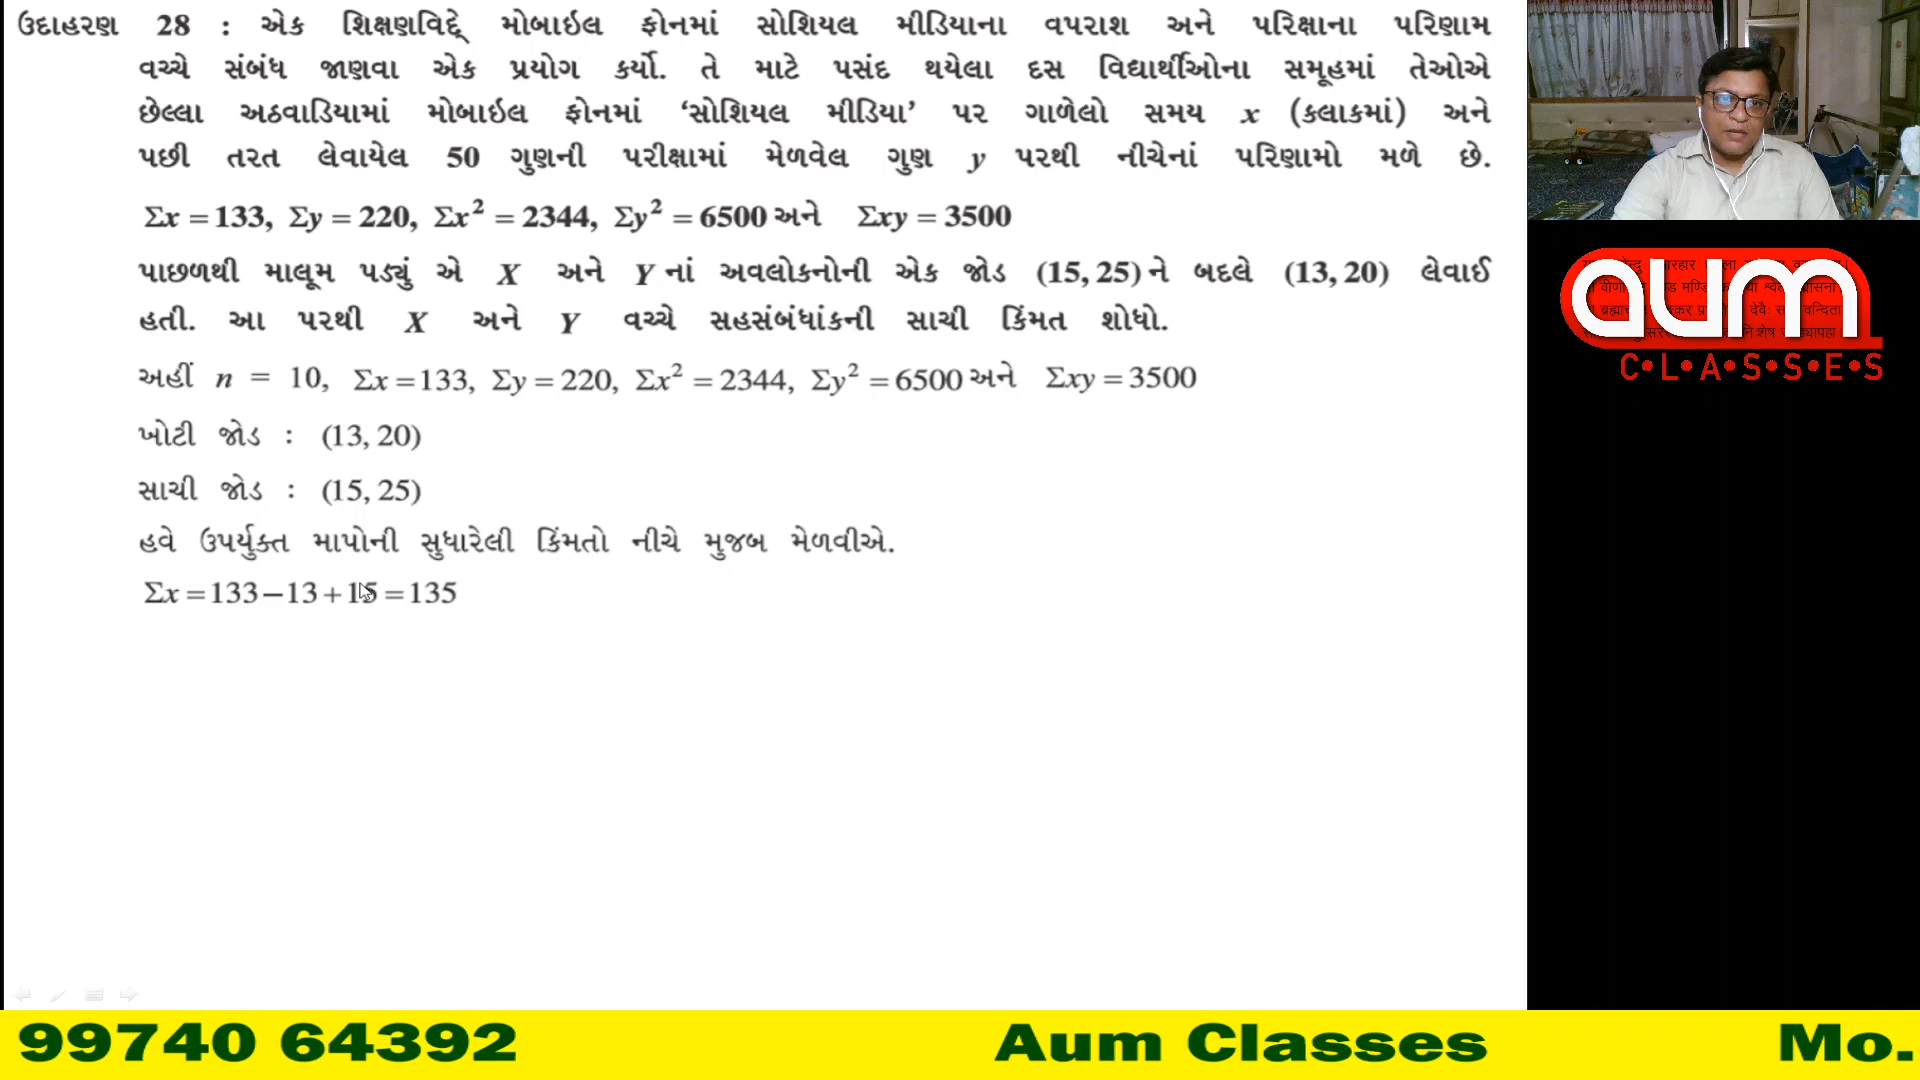 ઉદાહરણ 28 : એક શિક્ષણવિદ્દે મોબાઇલ ફોનમાં સોશિયલ મીડિયાના વપરાશ અને પરિક્ષાના પરિણામ
વચ્ચે સંબંધ જાણવા એક પ્રયોગ કર્યો. તે માટે પસંદ થયેલા દસ વિદ્યાર્થીઓના સમૂહમાં તેઓએ
છેલ્લા અઠવાડિયામાં મોબાઇલ ફોનમાં ‘સોશિયલ મીડિયા’ પર ગાળેલો સમય x (કલાકમાં) અને
પછી તરત લેવાયેલ 50 ગુણની પરીક્ષામાં મેળવેલ ગુણ y પરથી નીચેનાં પરિણામો મળે છે.
Σx = 133, Σy = 220, Σx² = 2344, Σy² = 6500 અને Σxy = 3500
પાછળથી માલૂમ પડ્યું એ X અને Y નાં અવલોકનોની એક જોડ (15, 25) ને બદલે (13, 20) લેવાઈ
હતી. આ પરથી X અને Y વચ્ચે સહસંબંધાંકની સાચી કિંમત શોધો.
અહીં n = 10, Σx = 133, Σy = 220, Σx² = 2344, Σy² = 6500 અને Σxy = 3500
ખોટી જોડ : (13, 20)
સાચી જોડ : (15, 25)
હવે ઉપર્યુક્ત માપોની સુધારેલી કિંમતો નીચે મુજબ મેળવીએ.
Σx = 133 – 13 + 15 = 135
aum
C•L•A•S•S•E•S
99740 64392 Aum Classes Mo.